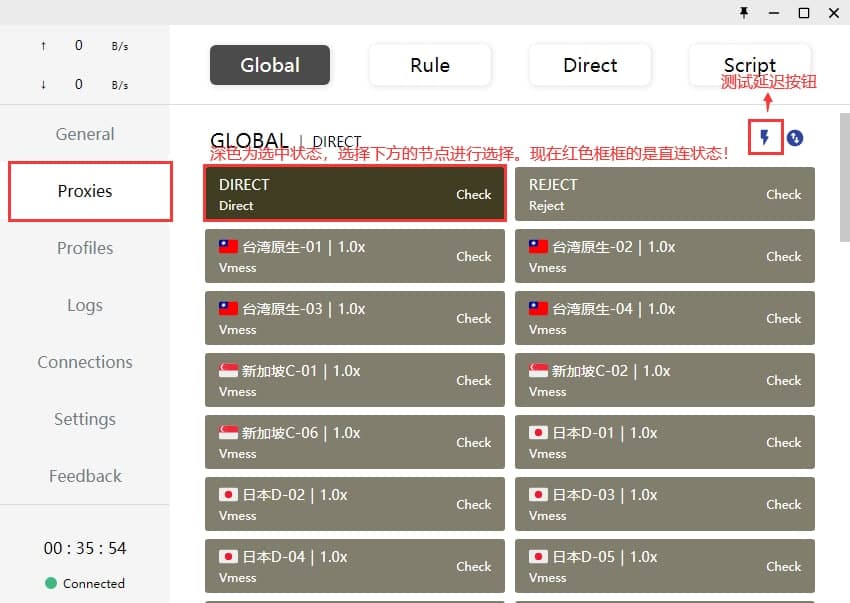 ↑ 0 B/s
↓ 0 B/s
General
Proxies
Profiles
Logs
Connections
Settings
Feedback
00 : 35 : 54
Connected
Global
Rule
Direct
Script
测试延迟按钮
GLOBAL | DIRECT
深色为选中状态，选择下方的节点进行选择。现在红色框框的是直连状态！
DIRECT
Direct
Check
REJECT
Reject
Check
台湾原生-01 | 1.0x
Vmess
Check
台湾原生-02 | 1.0x
Vmess
Check
台湾原生-03 | 1.0x
Vmess
Check
台湾原生-04 | 1.0x
Vmess
Check
新加坡C-01 | 1.0x
Vmess
Check
新加坡C-02 | 1.0x
Vmess
Check
新加坡C-06 | 1.0x
Vmess
Check
日本D-01 | 1.0x
Vmess
Check
日本D-02 | 1.0x
Vmess
Check
日本D-03 | 1.0x
Vmess
Check
日本D-04 | 1.0x
Vmess
Check
日本D-05 | 1.0x
Vmess
Check